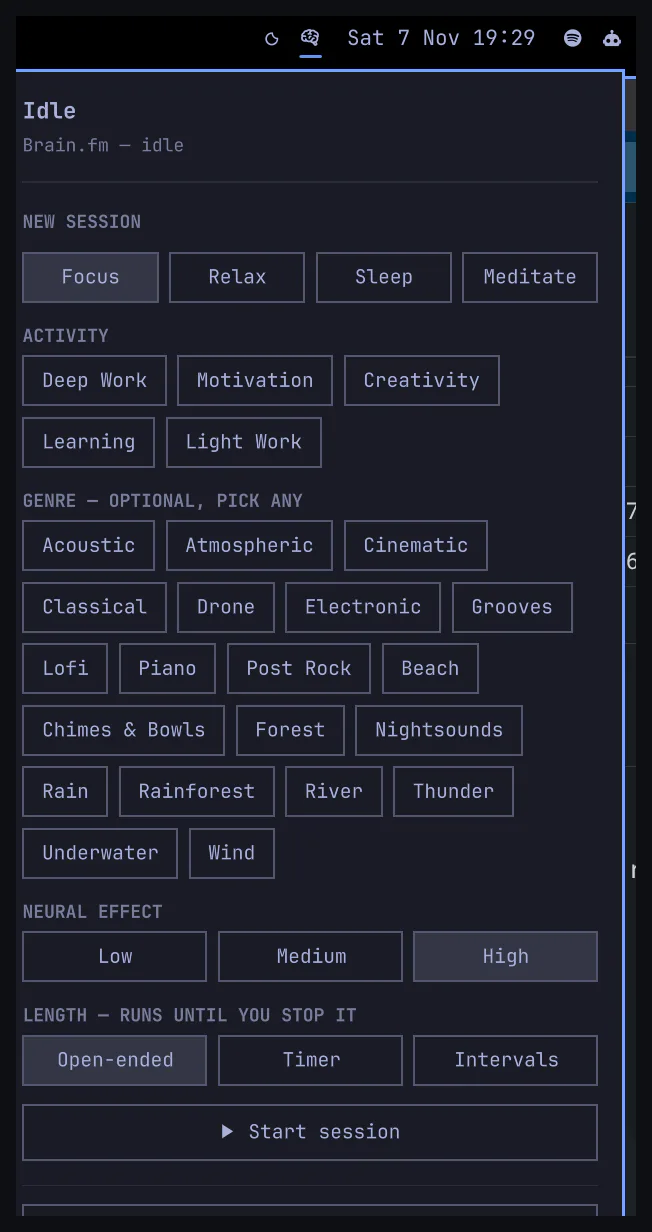 Sat 7 Nov 19:29
Idle
Brain.fm — idle
NEW SESSION
Focus Relax Sleep Meditate
ACTIVITY
Deep Work Motivation Creativity
Learning Light Work
GENRE — OPTIONAL, PICK ANY
Acoustic Atmospheric Cinematic
Classical Drone Electronic Grooves
Lofi Piano Post Rock Beach
Chimes & Bowls Forest Nightsounds
Rain Rainforest River Thunder
Underwater Wind
NEURAL EFFECT
Low Medium High
LENGTH — RUNS UNTIL YOU STOP IT
Open-ended Timer Intervals
Start session